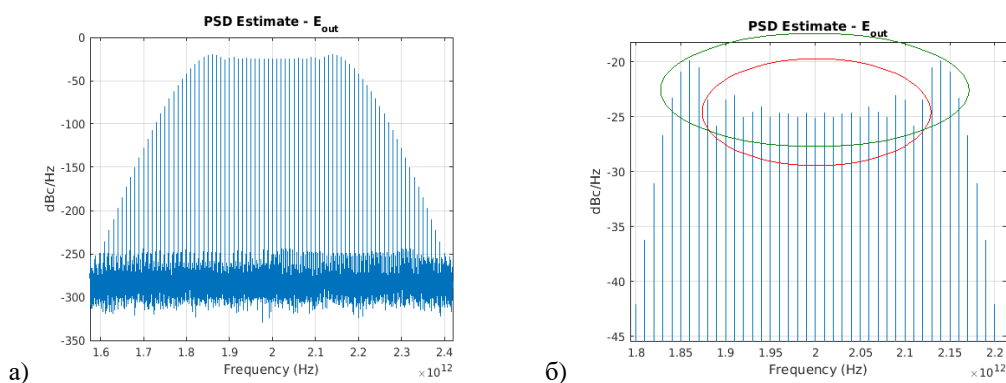 PSD Estimate - E_out
0
-50
-100
-150
-200
-250
-300
-350
dBc/Hz
1.6 1.7 1.8 1.9 2 2.1 2.2 2.3 2.4
Frequency (Hz)
×10^12
а)
PSD Estimate - E_out
-20
-25
-30
-35
-40
-45
dBc/Hz
1.8 1.85 1.9 1.95 2 2.05 2.1 2.15 2.2
Frequency (Hz)
×10^12
б)